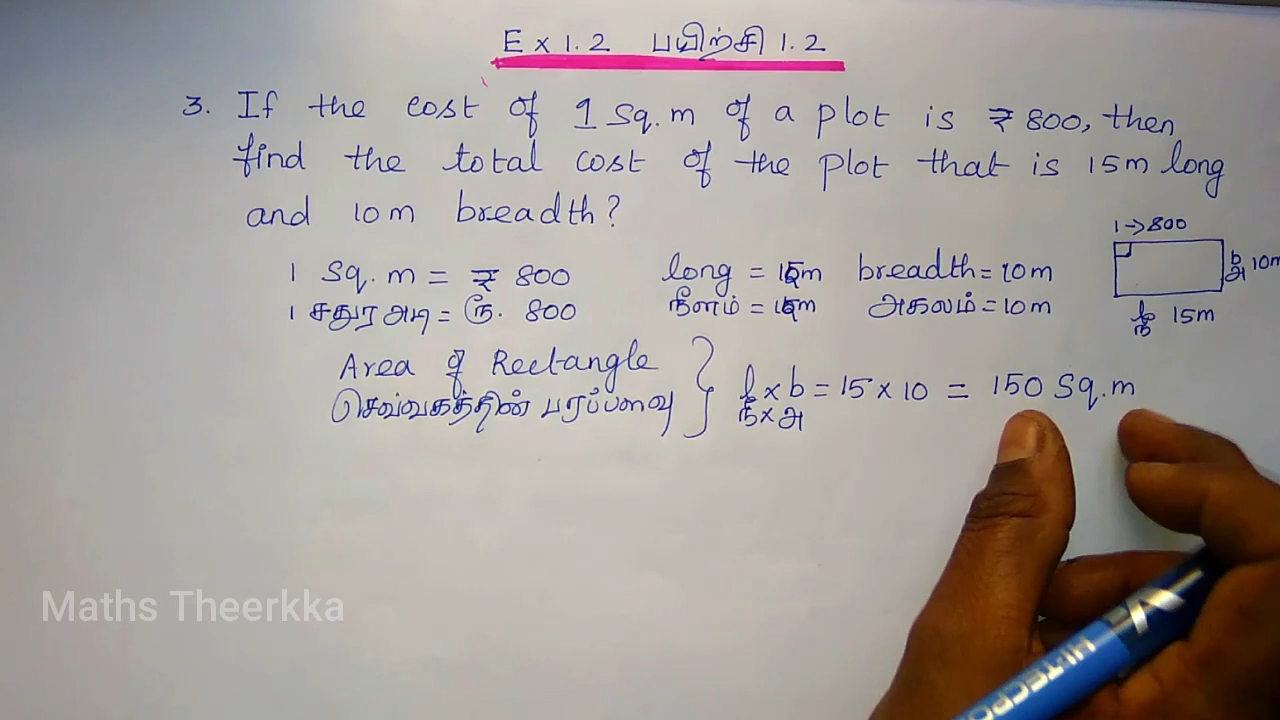 Ex 1.2 பயிற்சி 1.2
3. If the cost of 1 Sq.m of a plot is ₹ 800, then
find the total cost of the plot that is 15m long
and 10m breadth?
1→800
b
அ 10m
l
நீ 15m
1 Sq.m = ₹ 800 long = 15m breadth = 10m
1 சதுர அடி = ரூ. 800 நீளம் = 15m அகலம் = 10m
Area of Rectangle
செவ்வகத்தின் பரப்பளவு } l × b = 15 × 10 = 150 Sq.m
நீ × அ
Maths Theerkka
HI-TECPO